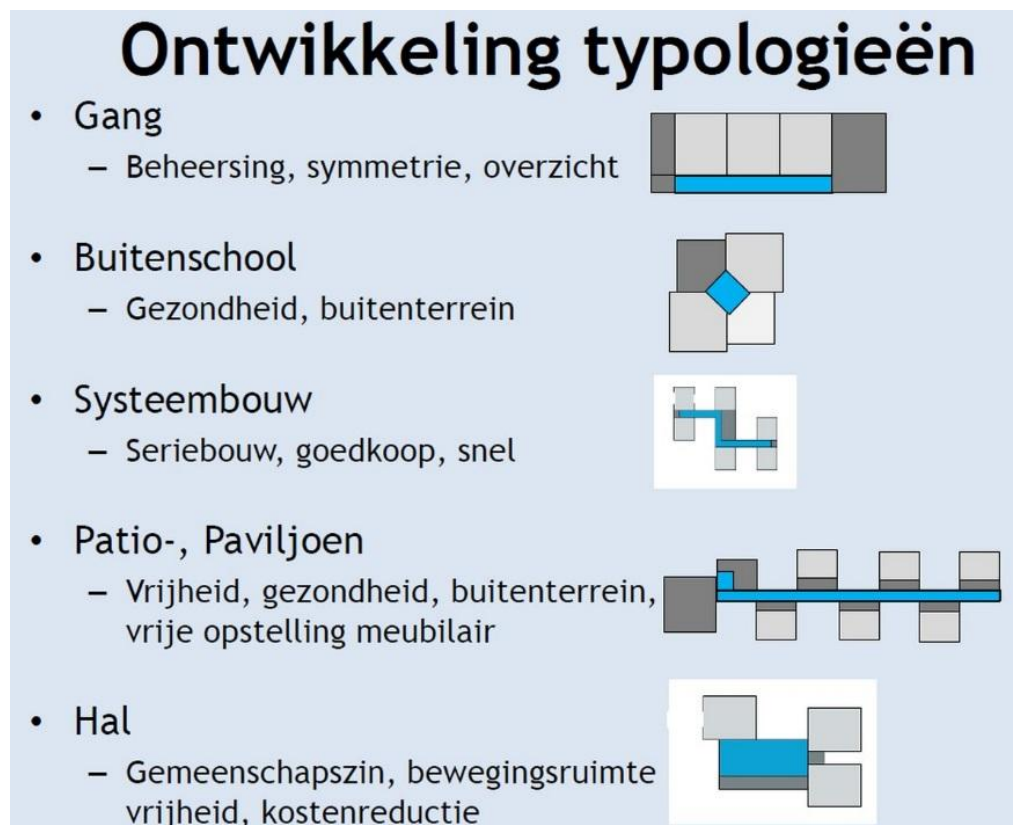 Ontwikkeling typologieën
• Gang
– Beheersing, symmetrie, overzicht
• Buitenschool
– Gezondheid, buitenterrein
• Systeembouw
– Seriebouw, goedkoop, snel
• Patio-, Paviljoen
– Vrijheid, gezondheid, buitenterrein,
vrije opstelling meubilair
• Hal
– Gemeenschapszin, bewegingsruimte
vrijheid, kostenreductie